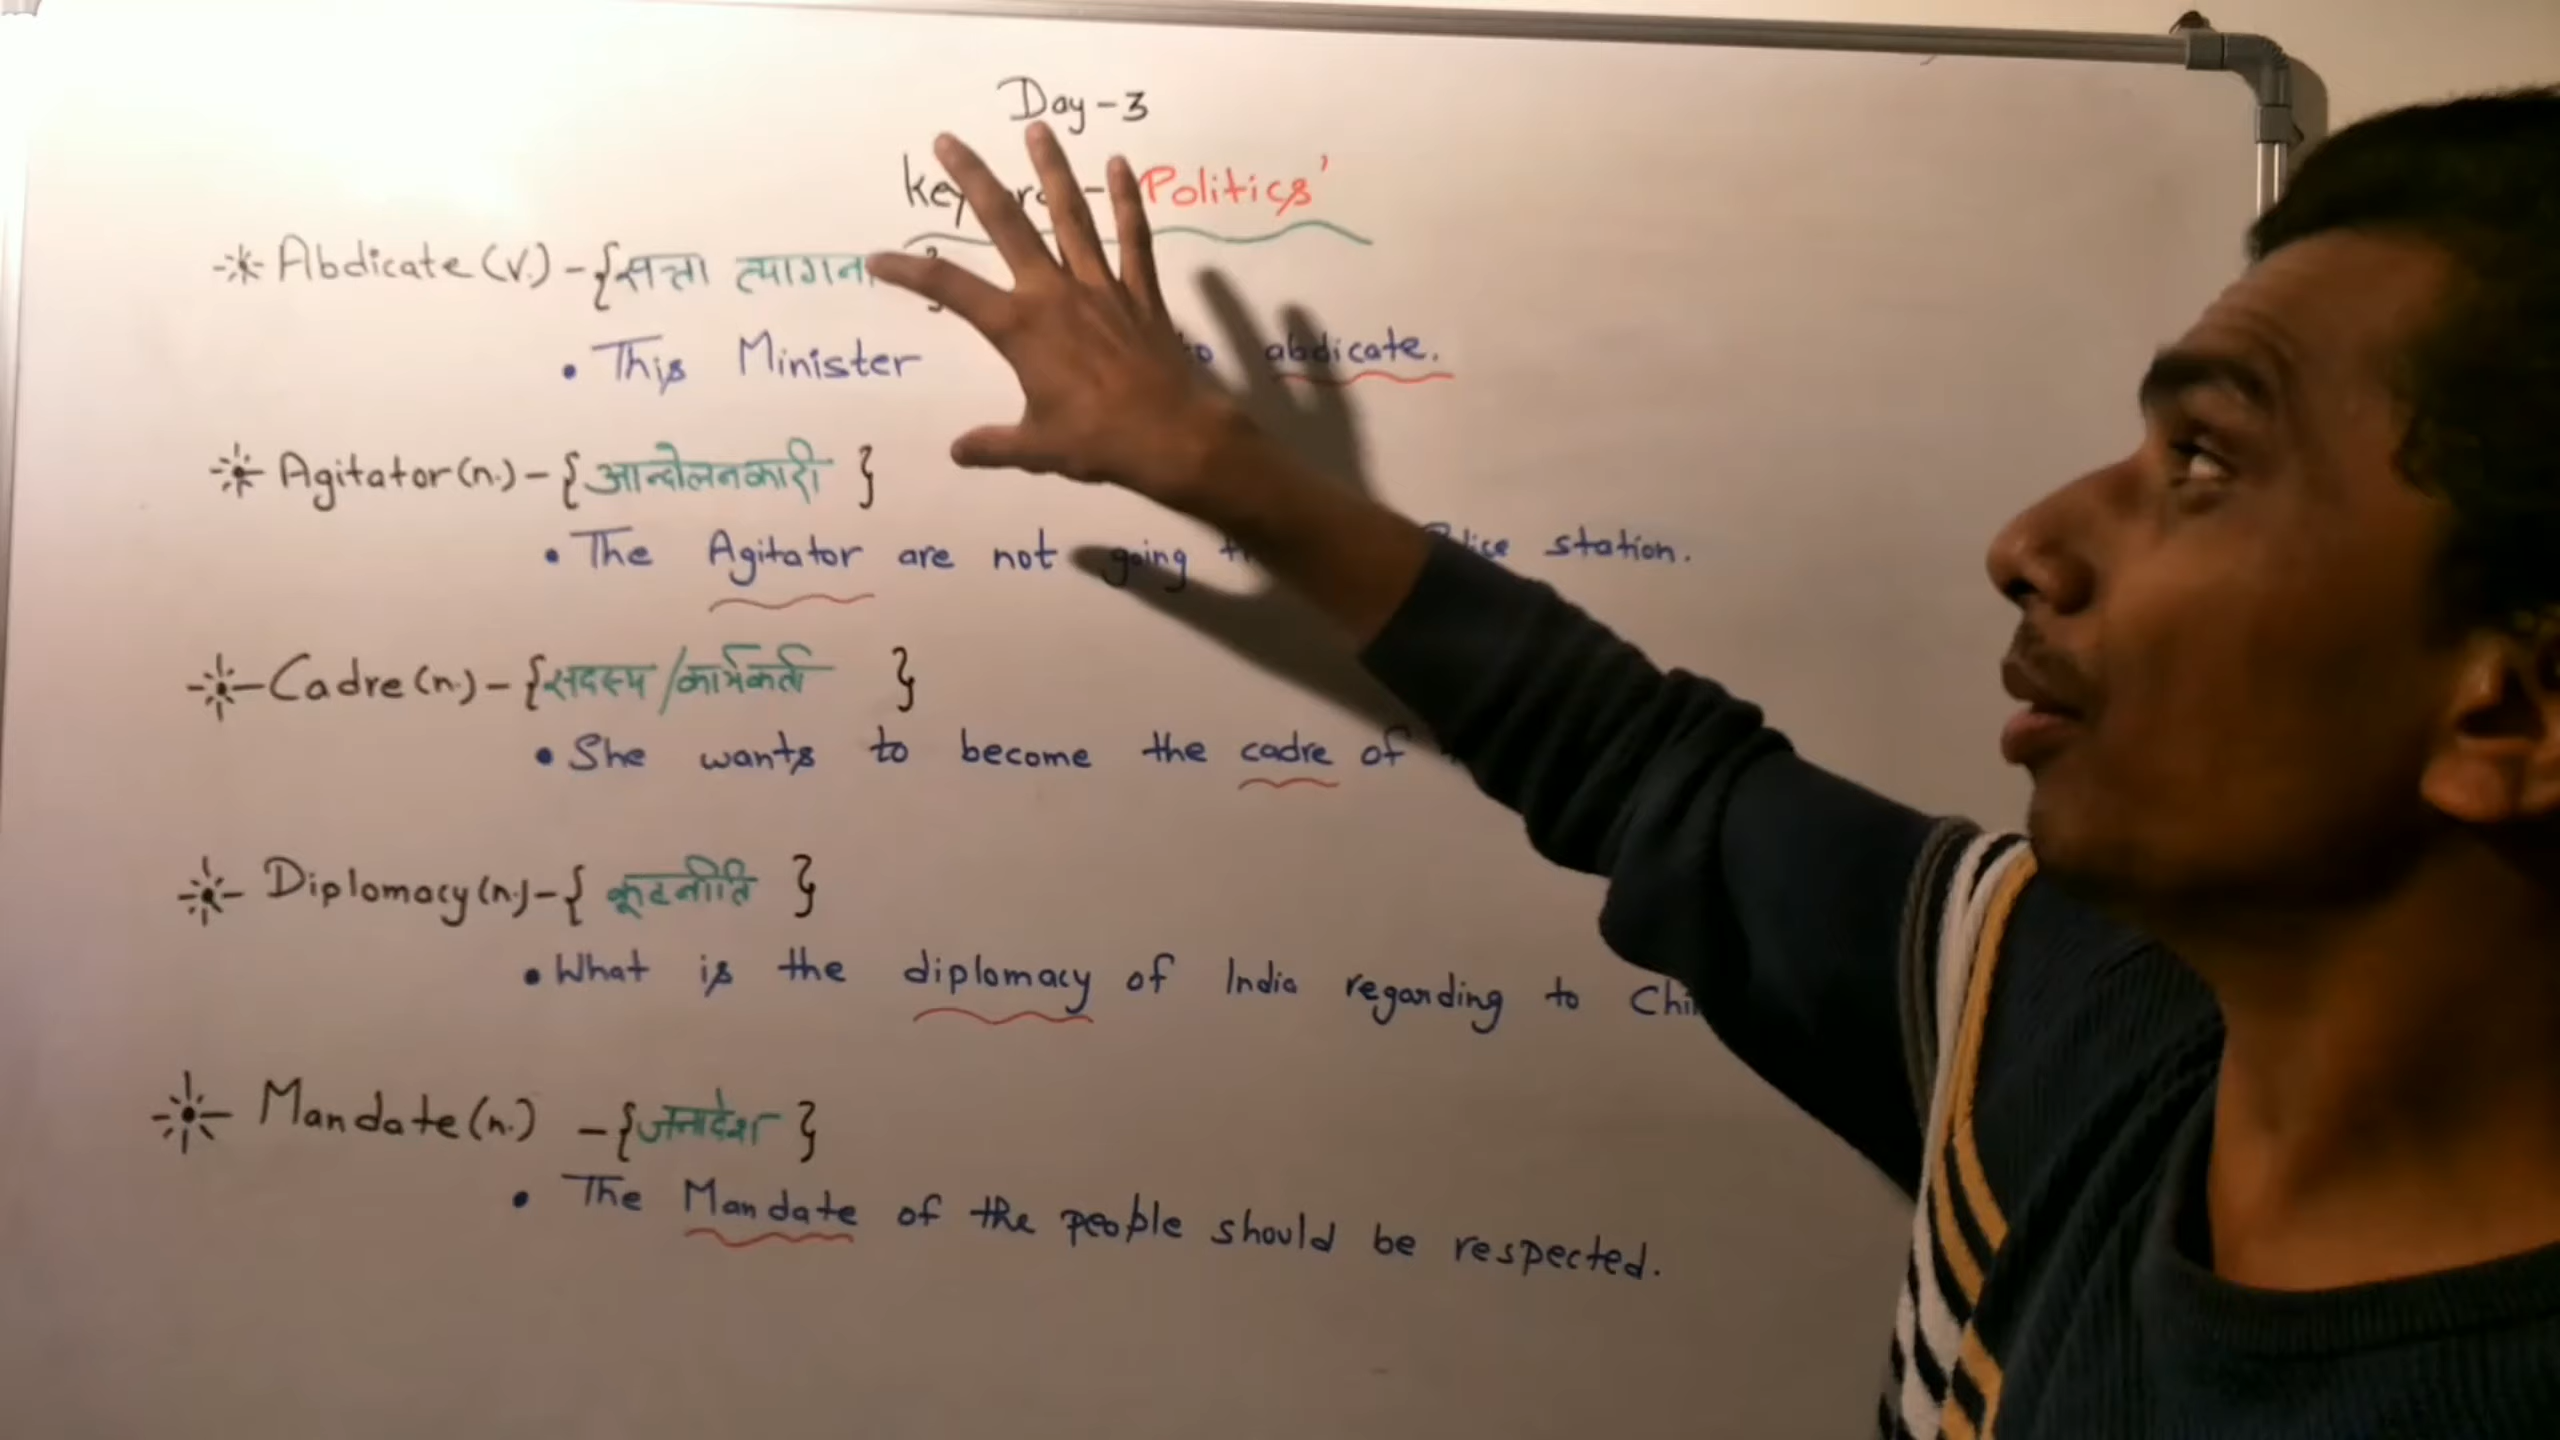 Day - 3
Politics'
Abdicate (v.) - {सत्ता त्यागना }
• This Minister abdicate.
Agitator (n.) - {आन्दोलनकारी }
• The Agitator are not going station.
Cadre (n.) - {सदस्य/कार्यकर्ता }
• She wants to become the cadre of
Diplomacy (n.) - { कूटनीति }
• What is the diplomacy of India regarding to
Mandate (n.) - {जनादेश }
• The Mandate of the people should be respected.